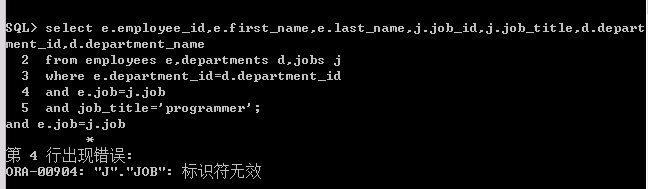 SQL> select e.employee_id,e.first_name,e.last_name,j.job_id,j.job_title,d.depart
ment_id,d.department_name
2 from employees e,departments d,jobs j
3 where e.department_id=d.department_id
4 and e.job=j.job
5 and job_title='programmer';
and e.job=j.job
*
第 4 行出现错误:
ORA-00904: "J"."JOB": 标识符无效